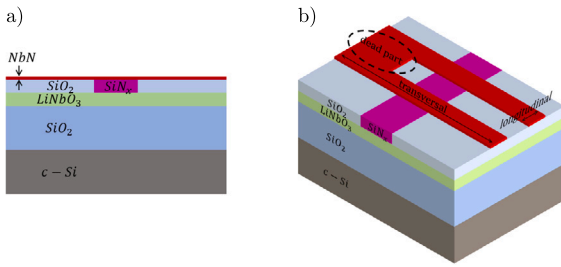 a)
NbN
SiO₂ SiNₓ
LiNbO₃
SiO₂
c − Si
b)
dead part
transversal
longitudinal
SiO₂
LiNbO₃
SiNₓ
SiO₂
c − Si